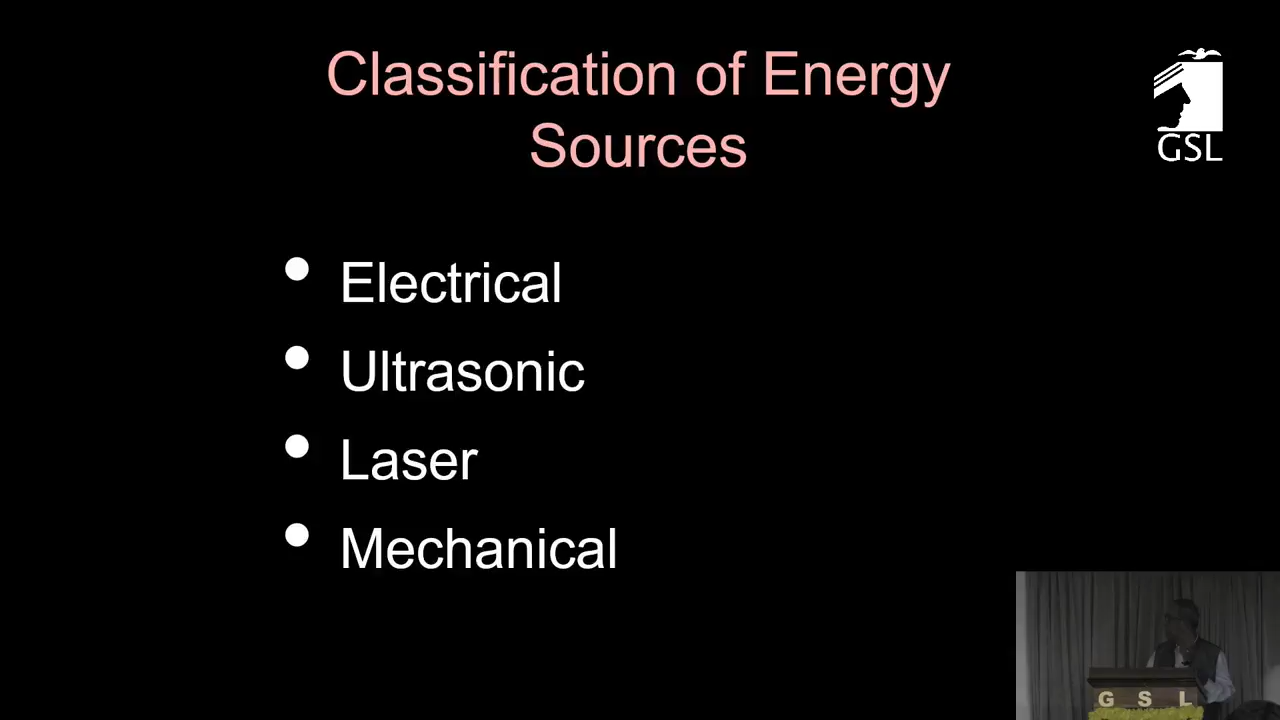 Classification of Energy
Sources
GSL
• Electrical
• Ultrasonic
• Laser
• Mechanical
G S L